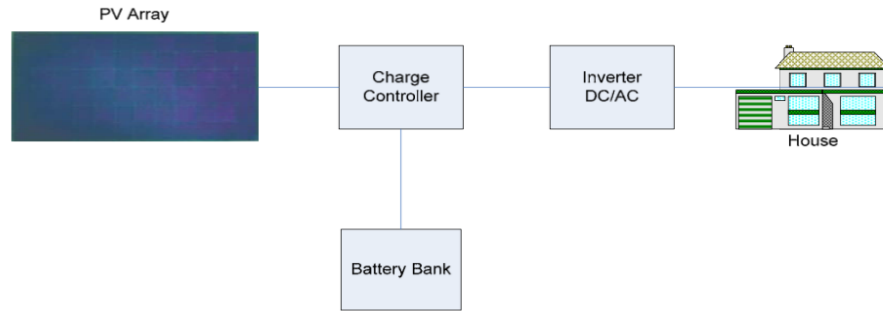 PV Array
Charge
Controller
Inverter
DC/AC
House
Battery Bank